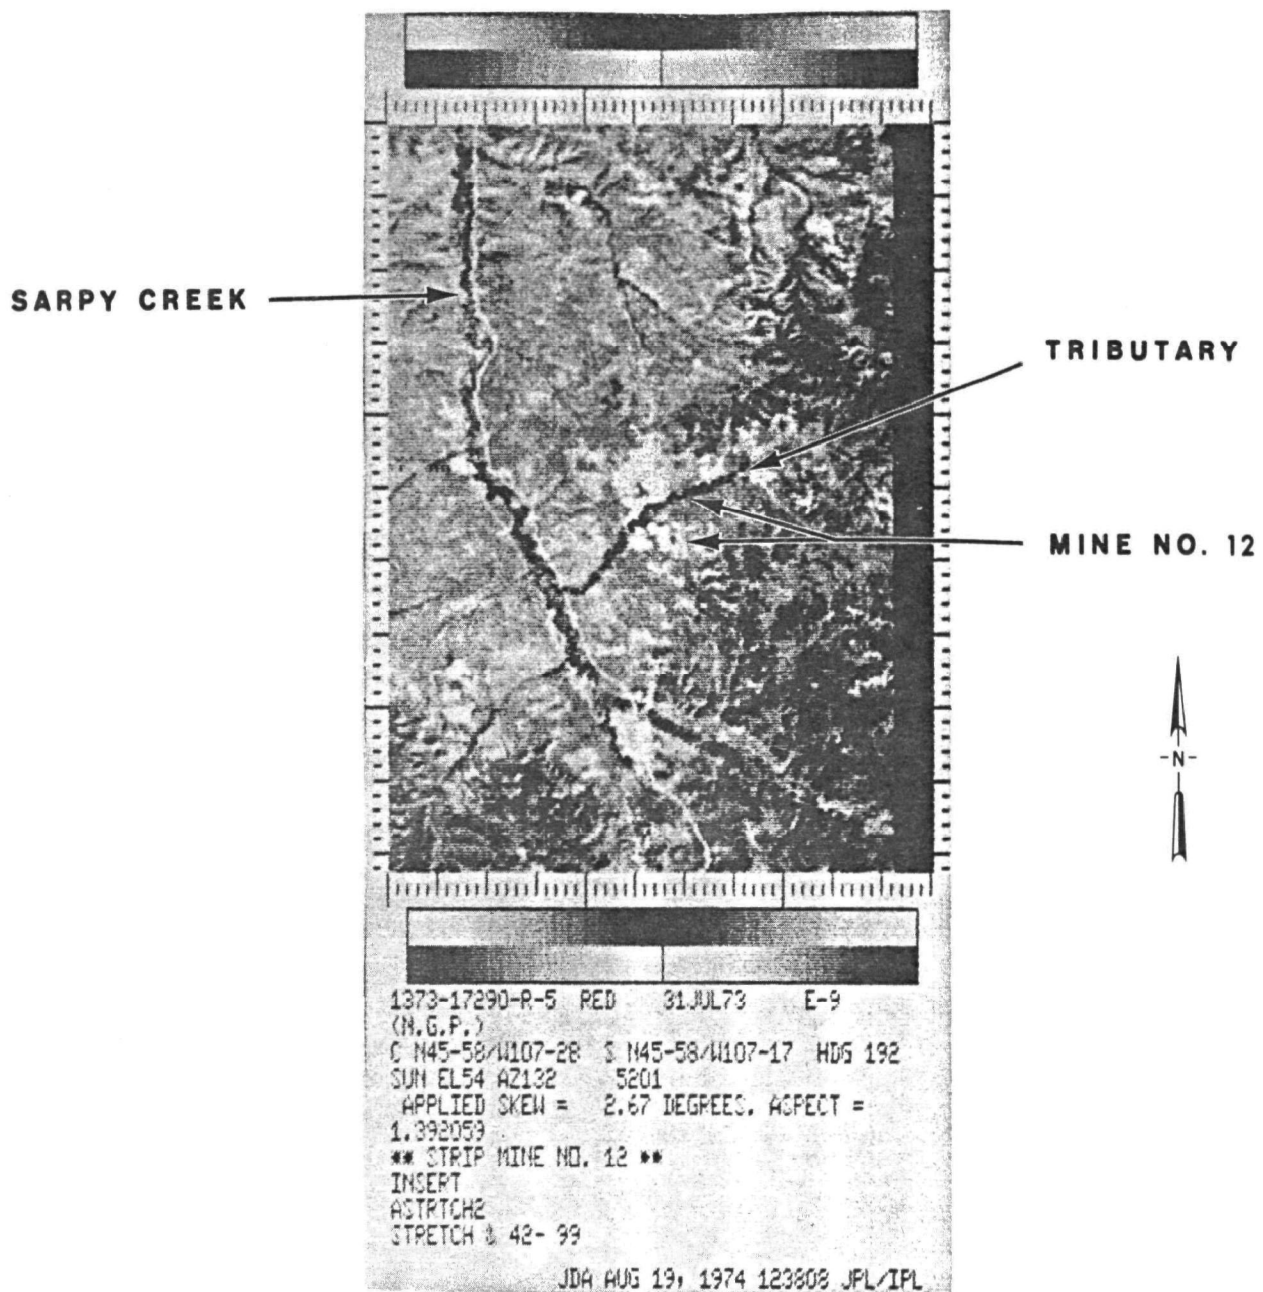 SARPY CREEK
TRIBUTARY
MINE NO. 12
-N-
1373-17290-R-5 RED 31JUL73 E-9
(N.G.P.)
C N45-58/W107-28 S N45-58/W107-17 HDG 192
SUN EL54 AZ132 5201
APPLIED SKEW = 2.67 DEGREES. ASPECT =
1.392059
** STRIP MINE NO. 12 **
INSERT
ASTRTCH2
STRETCH 42- 99
JDA AUG 19, 1974 123808 JPL/IPL